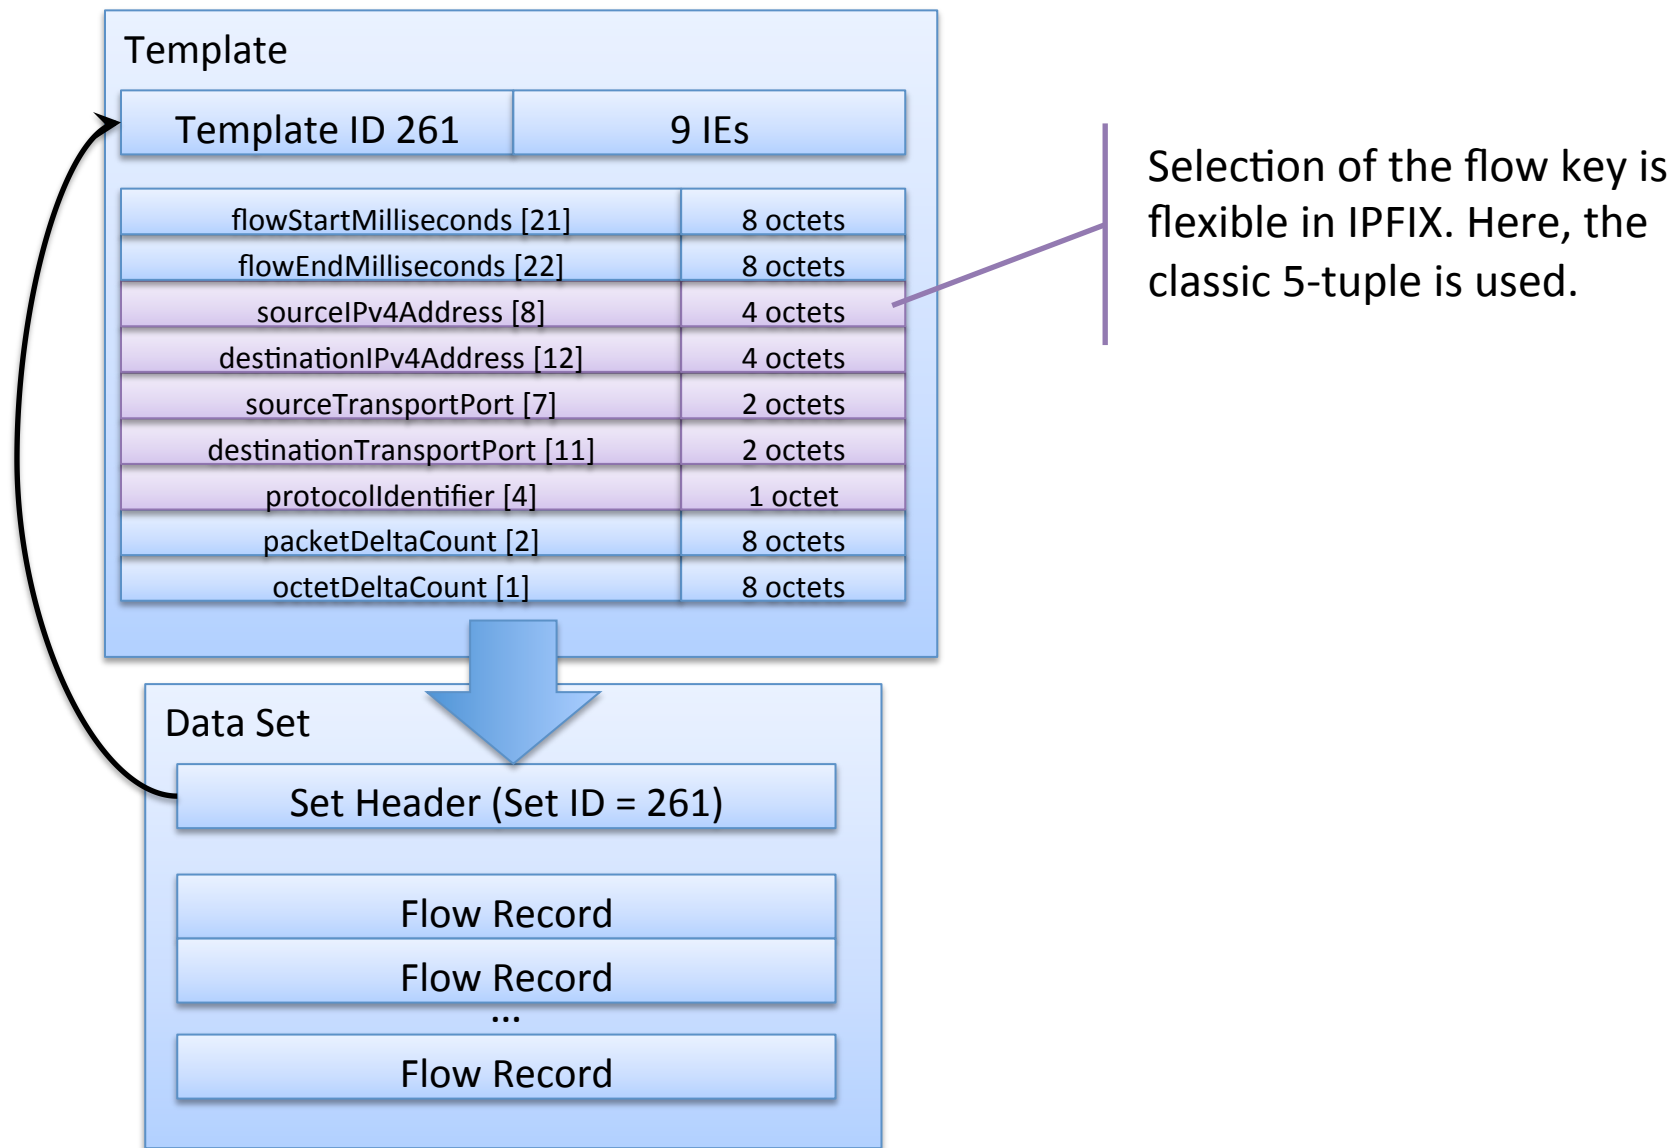 Template
Template ID 261 9 IEs
flowStartMilliseconds [21] 8 octets
flowEndMilliseconds [22] 8 octets
sourceIPv4Address [8] 4 octets
destinationIPv4Address [12] 4 octets
sourceTransportPort [7] 2 octets
destinationTransportPort [11] 2 octets
protocolIdentifier [4] 1 octet
packetDeltaCount [2] 8 octets
octetDeltaCount [1] 8 octets
Selection of the flow key is
flexible in IPFIX. Here, the
classic 5-tuple is used.
Data Set
Set Header (Set ID = 261)
Flow Record
Flow Record
...
Flow Record